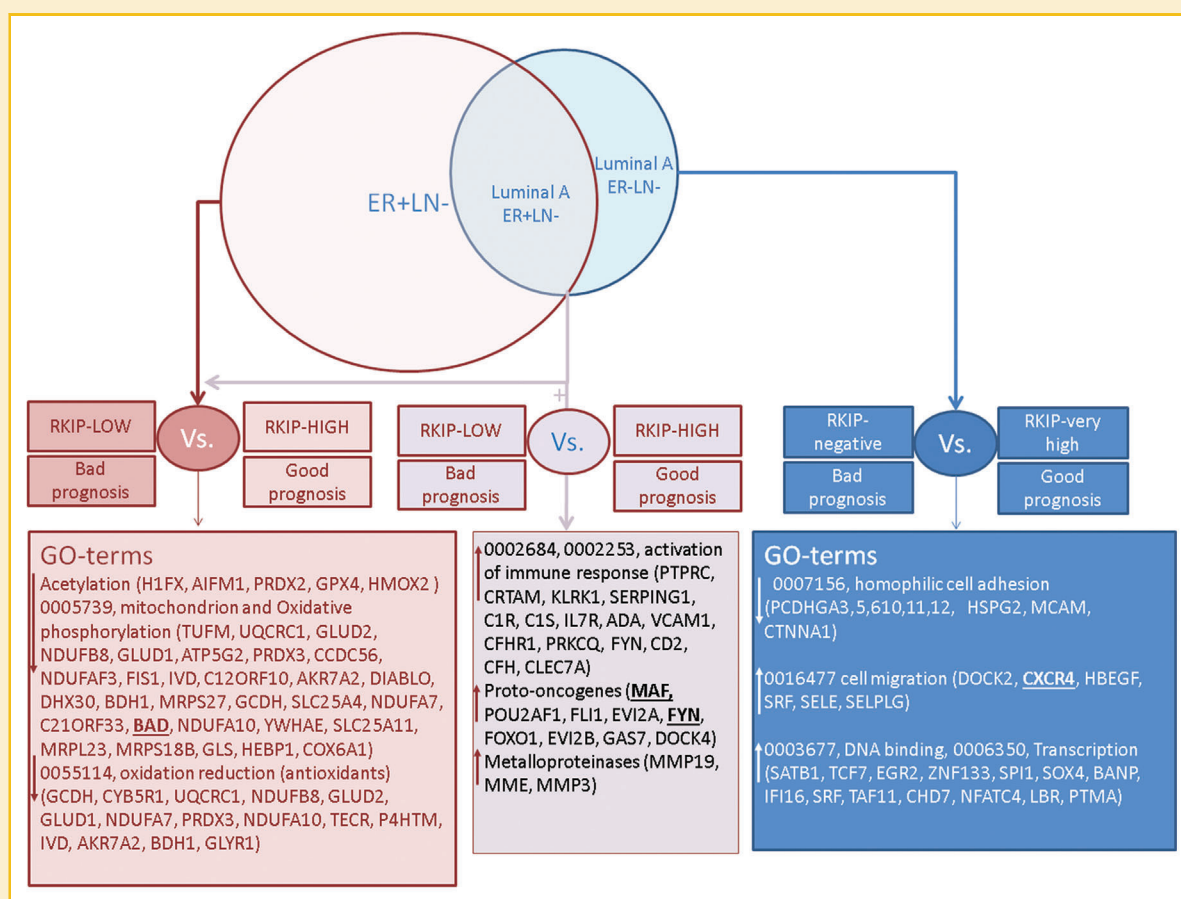 Luminal A
ER-LN-
ER+LN-
Luminal A
ER+LN-
+
RKIP-LOW
Vs.
RKIP-HIGH
Bad
prognosis
Good
prognosis
RKIP-LOW
Vs.
RKIP-HIGH
Bad
prognosis
Good
prognosis
RKIP-
negative
Vs.
RKIP-very
high
Bad
prognosis
Good
prognosis
GO-terms
Acetylation (H1FX, AIFM1, PRDX2, GPX4, HMOX2 )
0005739, mitochondrion and Oxidative
phosphorylation (TUFM, UQCRC1, GLUD2,
NDUFB8, GLUD1, ATP5G2, PRDX3, CCDC56,
NDUFAF3, FIS1, IVD, C12ORF10, AKR7A2, DIABLO,
DHX30, BDH1, MRPS27, GCDH, SLC25A4, NDUFA7,
C21ORF33, BAD, NDUFA10, YWHAE, SLC25A11,
MRPL23, MRPS18B, GLS, HEBP1, COX6A1)
0055114, oxidation reduction (antioxidants)
(GCDH, CYB5R1, UQCRC1, NDUFB8, GLUD2,
GLUD1, NDUFA7, PRDX3, NDUFA10, TECR, P4HTM,
IVD, AKR7A2, BDH1, GLYR1)
0002684, 0002253, activation
of immune response (PTPRC,
CRTAM, KLRK1, SERPING1,
C1R, C1S, IL7R, ADA, VCAM1,
CFHR1, PRKCQ, FYN, CD2,
CFH, CLEC7A)
Proto-oncogenes (MAF,
POU2AF1, FLI1, EVI2A, FYN,
FOXO1, EVI2B, GAS7, DOCK4)
Metalloproteinases (MMP19,
MME, MMP3)
GO-terms
0007156, homophilic cell adhesion
(PCDHGA3,5,610,11,12, HSPG2, MCAM,
CTNNA1)
0016477 cell migration (DOCK2, CXCR4, HBEGF,
SRF, SELE, SELPLG)
0003677, DNA binding, 0006350, Transcription
(SATB1, TCF7, EGR2, ZNF133, SPI1, SOX4, BANP,
IFI16, SRF, TAF11, CHD7, NFATC4, LBR, PTMA)